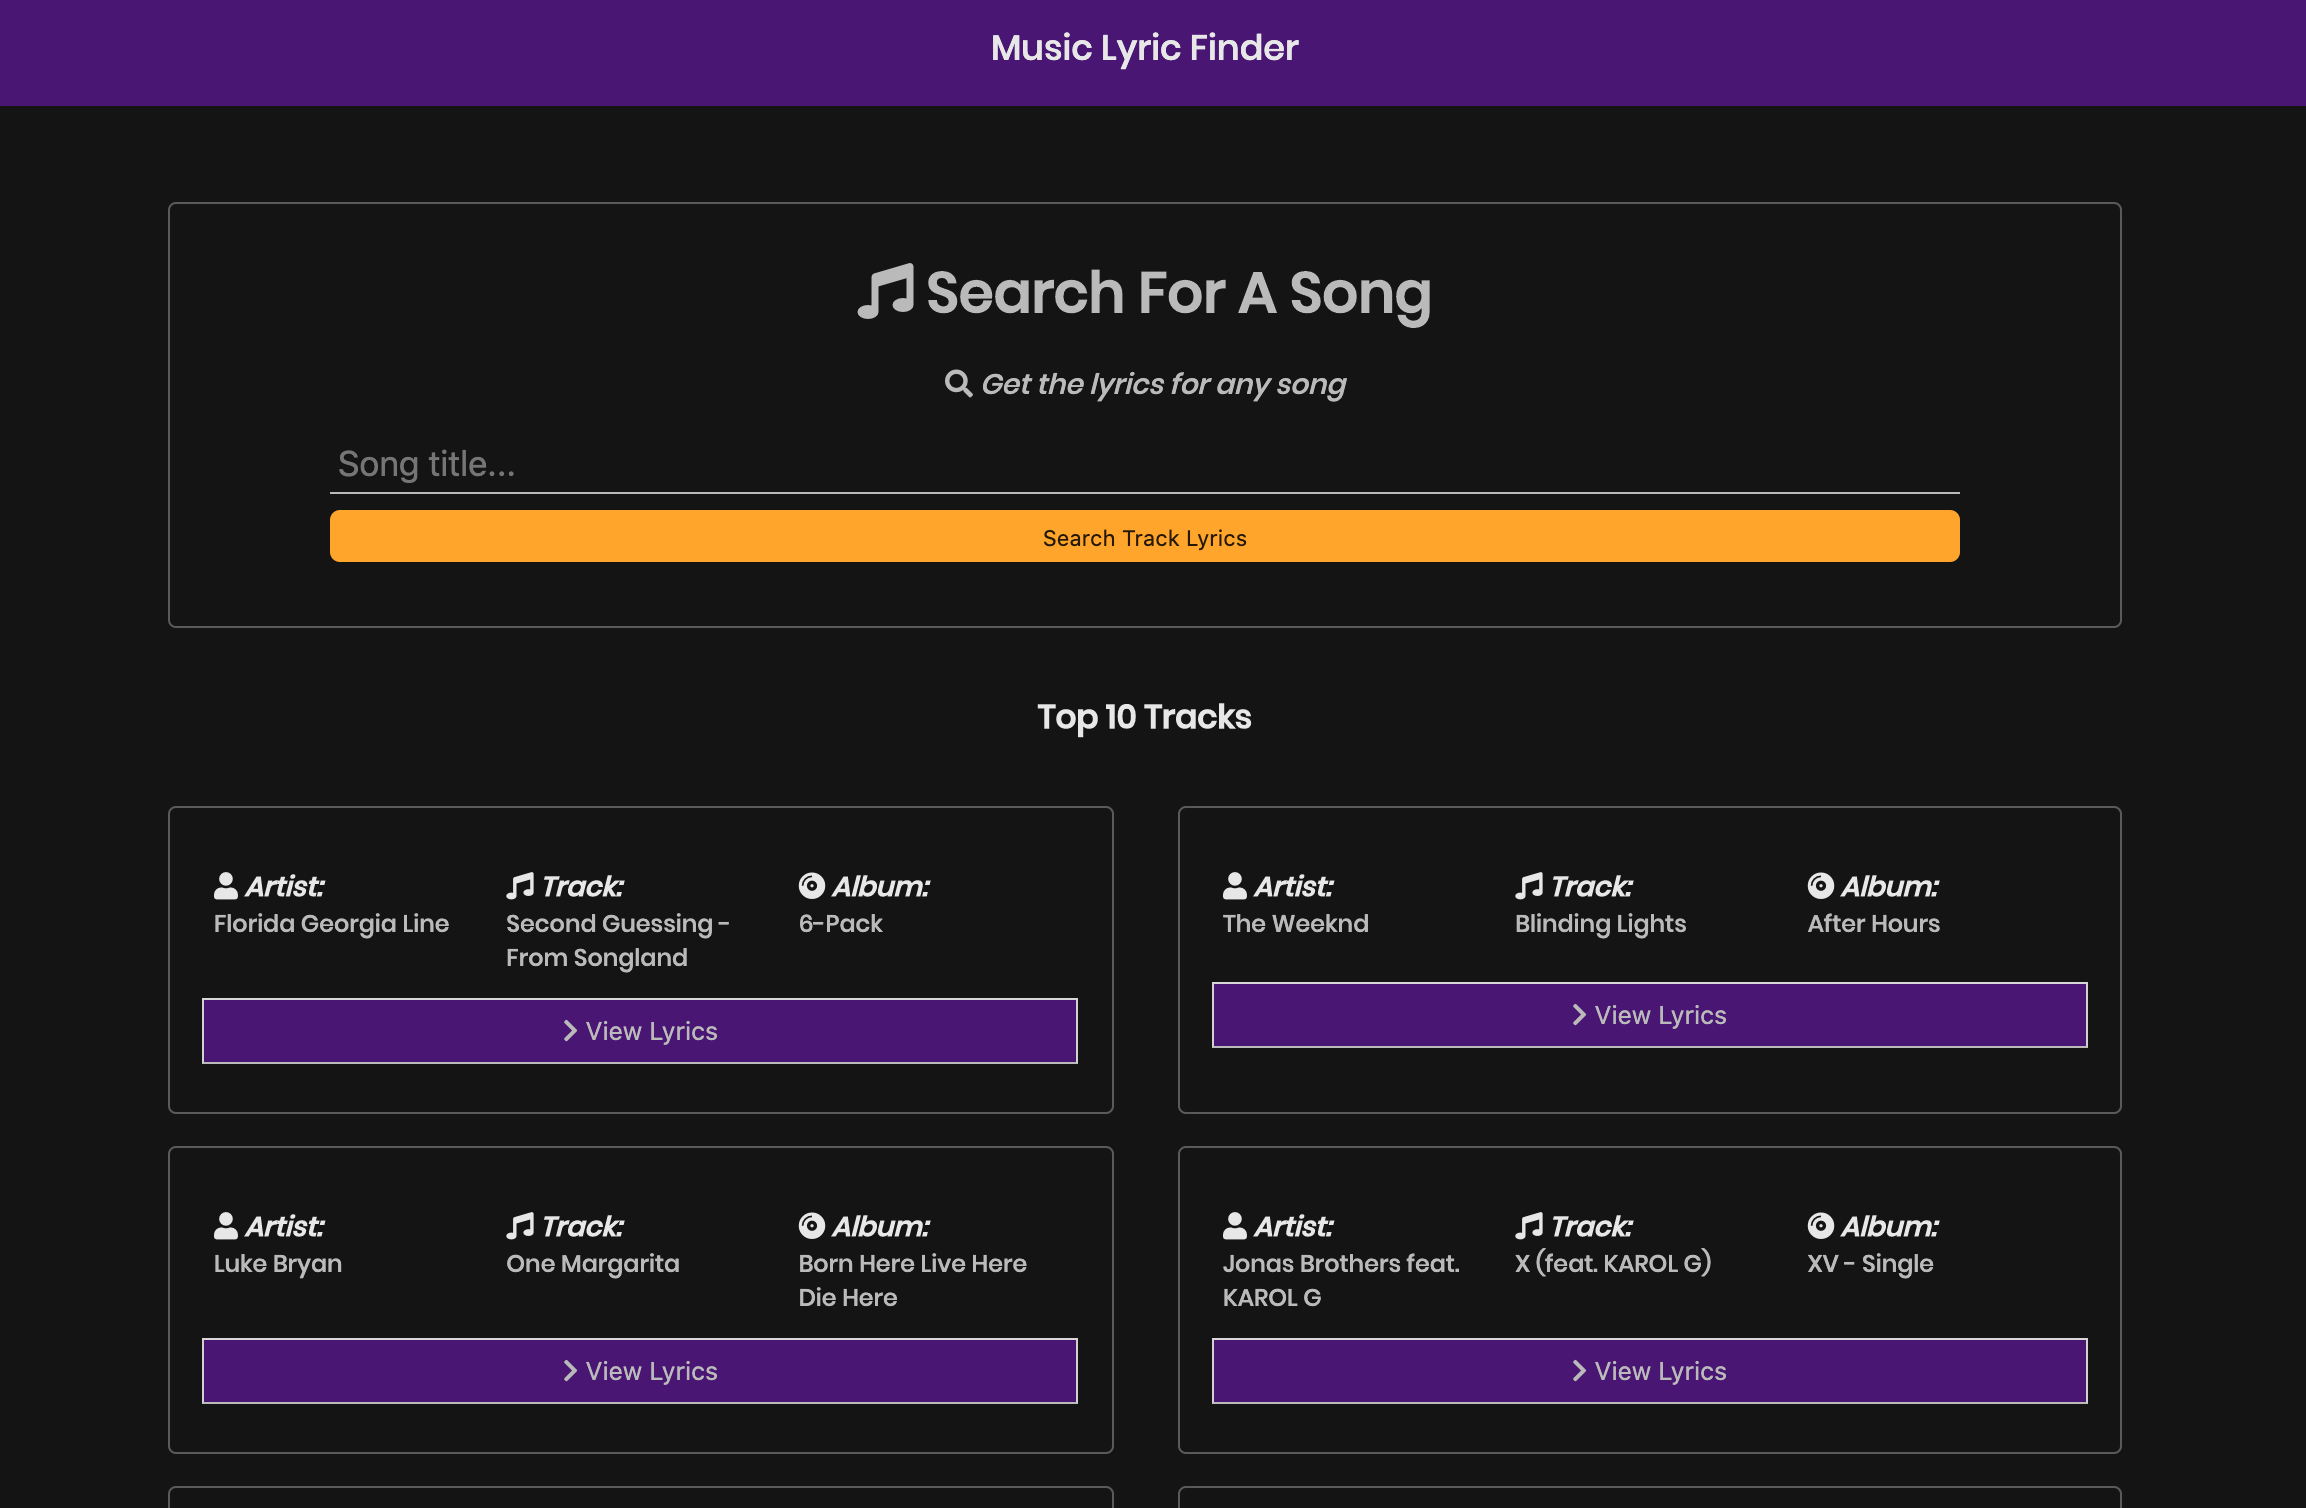 Music Lyric Finder
Search For A Song
Get the lyrics for any song
Song title...
Search Track Lyrics
Top 10 Tracks
Artist:
Florida Georgia Line
Track:
Second Guessing -
From Songland
Album:
6-Pack
View Lyrics
Artist:
The Weeknd
Track:
Blinding Lights
Album:
After Hours
View Lyrics
Artist:
Luke Bryan
Track:
One Margarita
Album:
Born Here Live Here
Die Here
View Lyrics
Artist:
Jonas Brothers feat.
KAROL G
Track:
X (feat. KAROL G)
Album:
XV - Single
View Lyrics